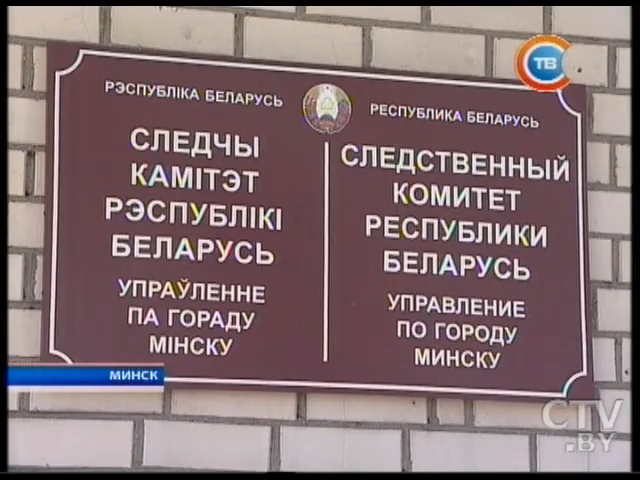 СТВ
РЭСПУБЛІКА БЕЛАРУСЬ
СЛЕДЧЫ
КАМІТЭТ
РЭСПУБЛІКІ
БЕЛАРУСЬ
УПРАЎЛЕННЕ
ПА ГОРАДУ
МІНСКУ
РЕСПУБЛИКА БЕЛАРУСЬ
СЛЕДСТВЕННЫЙ
КОМИТЕТ
РЕСПУБЛИКИ
БЕЛАРУСЬ
УПРАВЛЕНИЕ
ПО ГОРОДУ
МИНСКУ
МИНСК
CTV
.BY